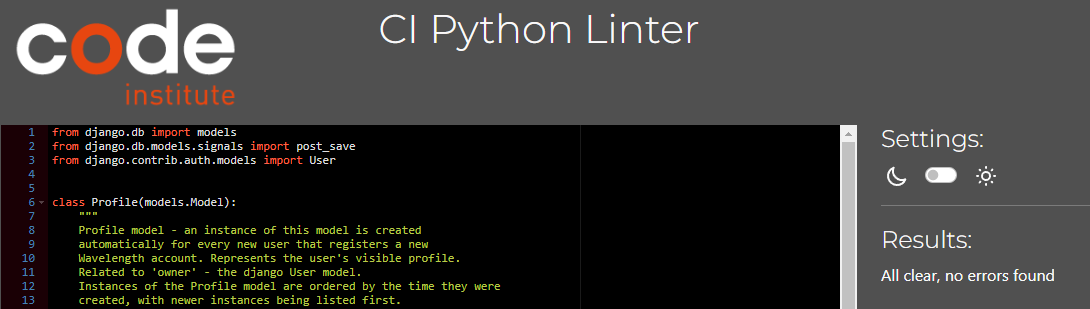 code
institute
CI Python Linter
1 from django.db import models
2 from django.db.models.signals import post_save
3 from django.contrib.auth.models import User
4
5
6 class Profile(models.Model):
7 """
8 Profile model - an instance of this model is created
9 automatically for every new user that registers a new
10 Wavelength account. Represents the user's visible profile.
11 Related to 'owner' - the django User model.
12 Instances of the Profile model are ordered by the time they were
13 created, with newer instances being listed first.
Settings:
Results:
All clear, no errors found